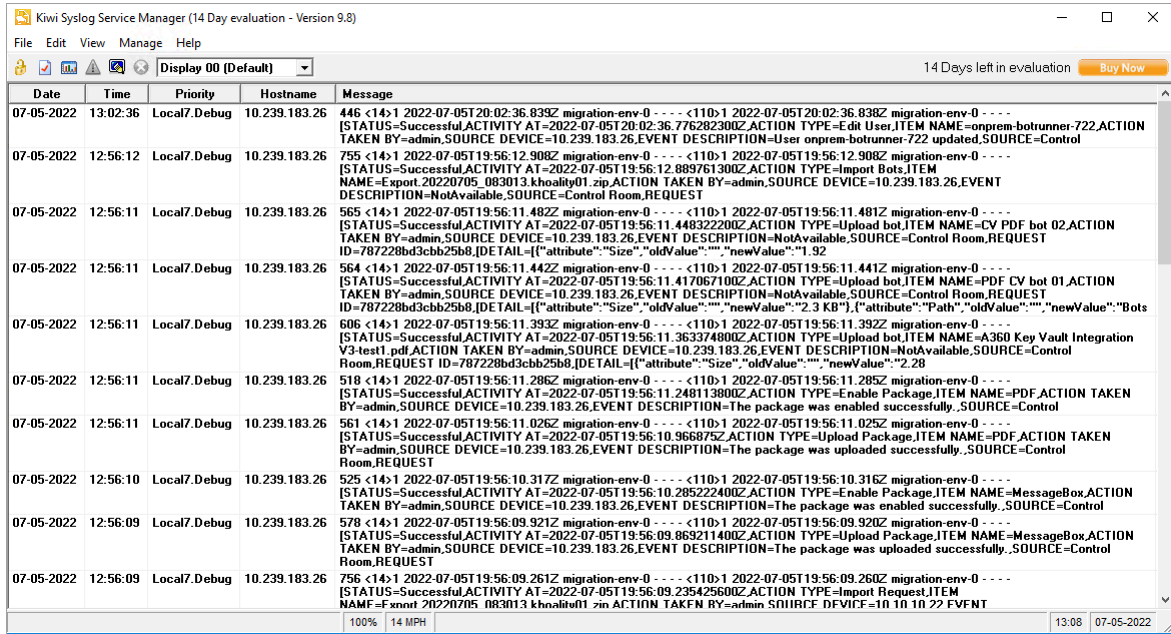 Kiwi Syslog Service Manager (14 Day evaluation - Version 9.8)
File Edit View Manage Help
Display 00 (Default)
14 Days left in evaluation Buy Now
Date Time Priority Hostname Message
07-05-2022 13:02:36 Local7.Debug 10.239.183.26 446 <14>1 2022-07-05T20:02:36.839Z migration-env-0 - - - - <110>1 2022-07-05T20:02:36.838Z migration-env-0 - - - -
[STATUS=Successful,ACTIVITY AT=2022-07-05T20:02:36.776282300Z,ACTION TYPE=Edit User,ITEM NAME=onprem-botrunner-722,ACTION
TAKEN BY=admin,SOURCE DEVICE=10.239.183.26,EVENT DESCRIPTION=User onprem-botrunner-722 updated,SOURCE=Control
07-05-2022 12:56:12 Local7.Debug 10.239.183.26 755 <14>1 2022-07-05T19:56:12.908Z migration-env-0 - - - - <110>1 2022-07-05T19:56:12.908Z migration-env-0 - - - -
[STATUS=Successful,ACTIVITY AT=2022-07-05T19:56:12.889761300Z,ACTION TYPE=Import Bots,ITEM
NAME=Export.20220705_083013.khoality01.zip,ACTION TAKEN BY=admin,SOURCE DEVICE=10.239.183.26,EVENT
DESCRIPTION=NotAvailable,SOURCE=Control Room,REQUEST
07-05-2022 12:56:11 Local7.Debug 10.239.183.26 565 <14>1 2022-07-05T19:56:11.482Z migration-env-0 - - - - <110>1 2022-07-05T19:56:11.481Z migration-env-0 - - - -
[STATUS=Successful,ACTIVITY AT=2022-07-05T19:56:11.448322200Z,ACTION TYPE=Upload bot,ITEM NAME=CV PDF bot 02,ACTION
TAKEN BY=admin,SOURCE DEVICE=10.239.183.26,EVENT DESCRIPTION=NotAvailable,SOURCE=Control Room,REQUEST
ID=787228bd3cbb25b8,[DETAIL=[{"attribute":"Size","oldValue":"","newValue":"1.92
07-05-2022 12:56:11 Local7.Debug 10.239.183.26 564 <14>1 2022-07-05T19:56:11.442Z migration-env-0 - - - - <110>1 2022-07-05T19:56:11.441Z migration-env-0 - - - -
[STATUS=Successful,ACTIVITY AT=2022-07-05T19:56:11.417067100Z,ACTION TYPE=Upload bot,ITEM NAME=PDF CV bot 01,ACTION
TAKEN BY=admin,SOURCE DEVICE=10.239.183.26,EVENT DESCRIPTION=NotAvailable,SOURCE=Control Room,REQUEST
ID=787228bd3cbb25b8,[DETAIL=[{"attribute":"Size","oldValue":"","newValue":"2.3 KB"},{"attribute":"Path","oldValue":"","newValue":"Bots
07-05-2022 12:56:11 Local7.Debug 10.239.183.26 606 <14>1 2022-07-05T19:56:11.393Z migration-env-0 - - - - <110>1 2022-07-05T19:56:11.392Z migration-env-0 - - - -
[STATUS=Successful,ACTIVITY AT=2022-07-05T19:56:11.363374800Z,ACTION TYPE=Upload bot,ITEM NAME=A360 Key Vault Integration
V3-test1.pdf,ACTION TAKEN BY=admin,SOURCE DEVICE=10.239.183.26,EVENT DESCRIPTION=NotAvailable,SOURCE=Control
Room,REQUEST ID=787228bd3cbb25b8,[DETAIL=[{"attribute":"Size","oldValue":"","newValue":"2.28
07-05-2022 12:56:11 Local7.Debug 10.239.183.26 518 <14>1 2022-07-05T19:56:11.286Z migration-env-0 - - - - <110>1 2022-07-05T19:56:11.285Z migration-env-0 - - - -
[STATUS=Successful,ACTIVITY AT=2022-07-05T19:56:11.248113800Z,ACTION TYPE=Enable Package,ITEM NAME=PDF,ACTION TAKEN
BY=admin,SOURCE DEVICE=10.239.183.26,EVENT DESCRIPTION=The package was enabled successfully.,SOURCE=Control
07-05-2022 12:56:11 Local7.Debug 10.239.183.26 561 <14>1 2022-07-05T19:56:11.026Z migration-env-0 - - - - <110>1 2022-07-05T19:56:11.025Z migration-env-0 - - - -
[STATUS=Successful,ACTIVITY AT=2022-07-05T19:56:10.966875Z,ACTION TYPE=Upload Package,ITEM NAME=PDF,ACTION TAKEN
BY=admin,SOURCE DEVICE=10.239.183.26,EVENT DESCRIPTION=The package was uploaded successfully.,SOURCE=Control
Room,REQUEST
07-05-2022 12:56:10 Local7.Debug 10.239.183.26 525 <14>1 2022-07-05T19:56:10.317Z migration-env-0 - - - - <110>1 2022-07-05T19:56:10.316Z migration-env-0 - - - -
[STATUS=Successful,ACTIVITY AT=2022-07-05T19:56:10.285222400Z,ACTION TYPE=Enable Package,ITEM NAME=MessageBox,ACTION
TAKEN BY=admin,SOURCE DEVICE=10.239.183.26,EVENT DESCRIPTION=The package was enabled successfully.,SOURCE=Control
07-05-2022 12:56:09 Local7.Debug 10.239.183.26 578 <14>1 2022-07-05T19:56:09.921Z migration-env-0 - - - - <110>1 2022-07-05T19:56:09.920Z migration-env-0 - - - -
[STATUS=Successful,ACTIVITY AT=2022-07-05T19:56:09.869211400Z,ACTION TYPE=Upload Package,ITEM NAME=MessageBox,ACTION
TAKEN BY=admin,SOURCE DEVICE=10.239.183.26,EVENT DESCRIPTION=The package was uploaded successfully.,SOURCE=Control
Room,REQUEST
07-05-2022 12:56:09 Local7.Debug 10.239.183.26 756 <14>1 2022-07-05T19:56:09.261Z migration-env-0 - - - - <110>1 2022-07-05T19:56:09.260Z migration-env-0 - - - -
[STATUS=Successful,ACTIVITY AT=2022-07-05T19:56:09.235425600Z,ACTION TYPE=Import Request,ITEM
NAME=Export.20220705_083013.khoality01.zip,ACTION TAKEN BY=admin,SOURCE DEVICE=10.10.10.22,EVENT
100% 14 MPH 13:08 07-05-2022